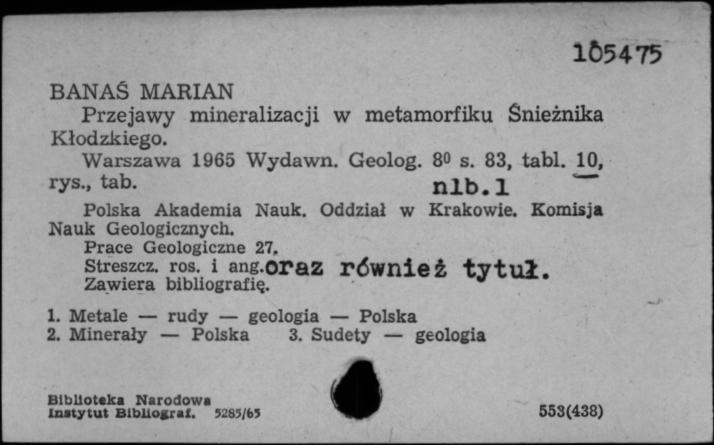 105475
BANAŚ MARIAN
Przejawy mineralizacji w metamorfiku Śnieżnika
Kłodzkiego.
Warszawa 1965 Wydawn. Geolog. 8⁰ s. 83, tabl. 10,
rys., tab. nlb.1
Polska Akademia Nauk. Oddział w Krakowie. Komisja
Nauk Geologicznych.
Prace Geologiczne 27.
Streszcz. ros. i ang.oraz również tytuł.
Zawiera bibliografię.
1. Metale — rudy — geologia — Polska
2. Minerały — Polska 3. Sudety — geologia
Biblioteka Narodowa
Instytut Bibliograf. 5285/65 553(438)